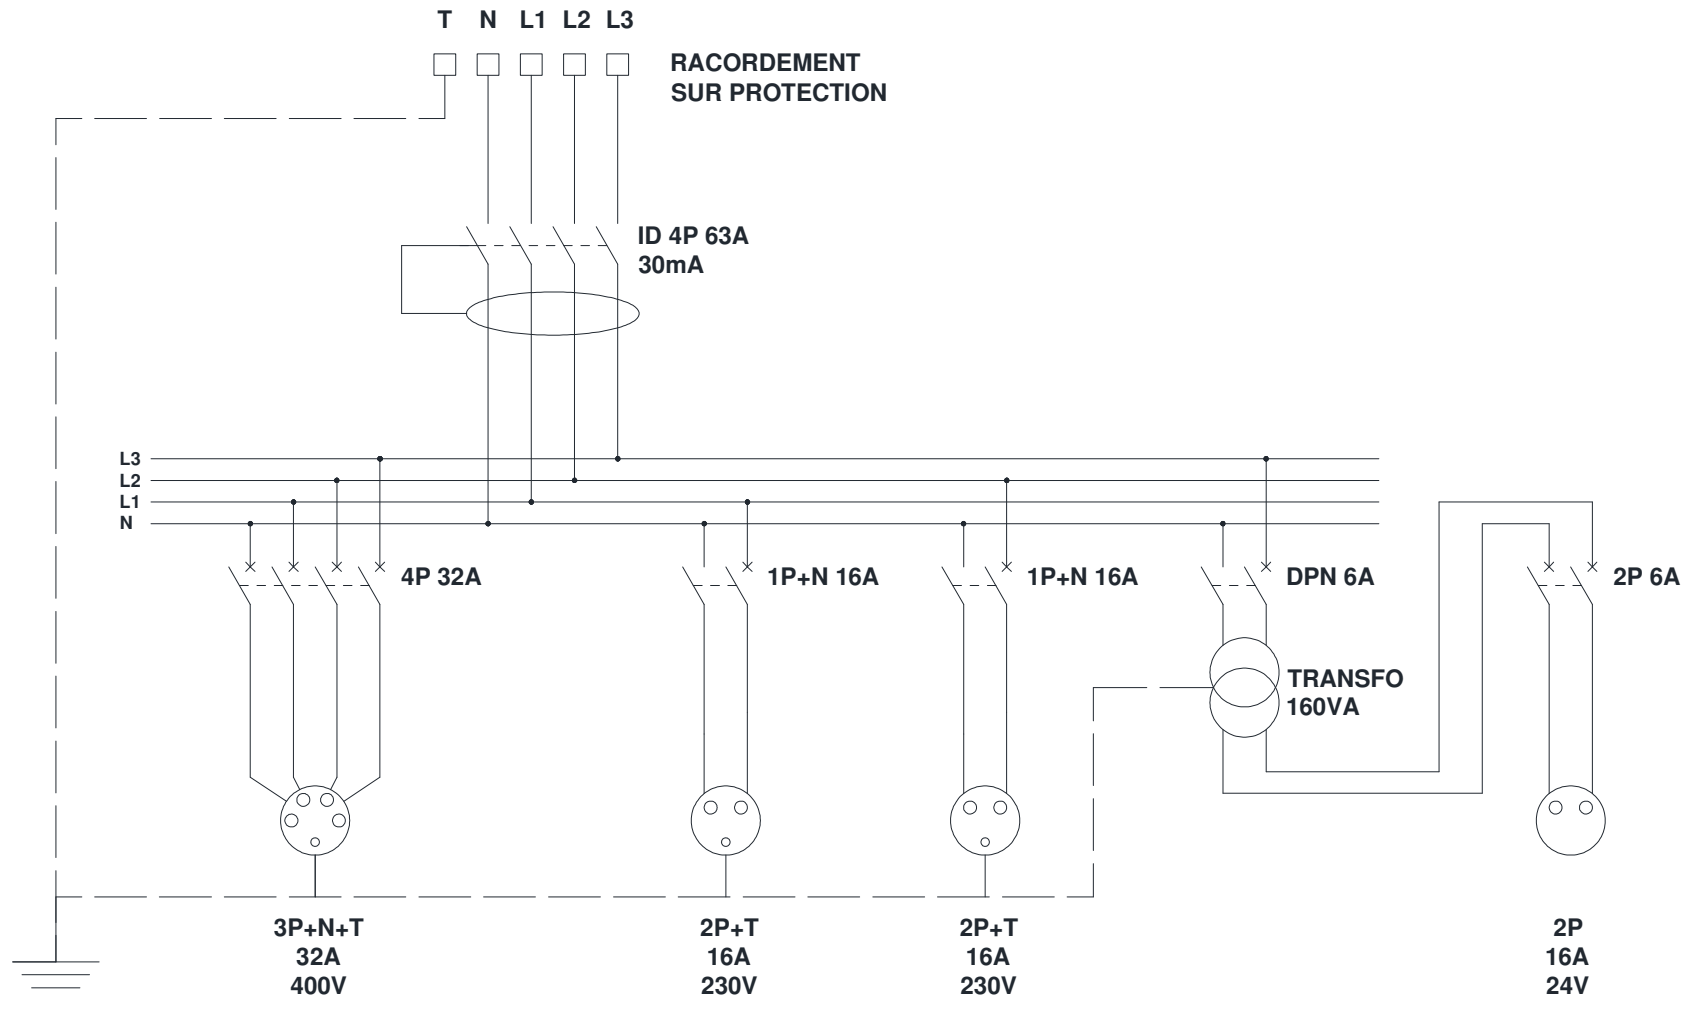 T N L1 L2 L3
RACORDEMENT
SUR PROTECTION
ID 4P 63A
30mA
L3
L2
L1
N
4P 32A
1P+N 16A
1P+N 16A
DPN 6A
2P 6A
TRANSFO
160VA
3P+N+T
32A
400V
2P+T
16A
230V
2P+T
16A
230V
2P
16A
24V